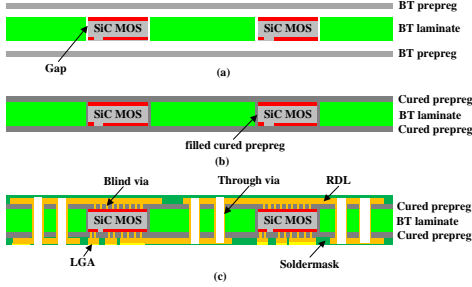 BT prepreg
SiC MOS SiC MOS BT laminate
BT prepreg
Gap
(a)
Cured prepreg
SiC MOS SiC MOS BT laminate
Cured prepreg
filled cured prepreg
(b)
Blind via Through via RDL
Cured prepreg
SiC MOS SiC MOS BT laminate
Cured prepreg
LGA Soldermask
(c)